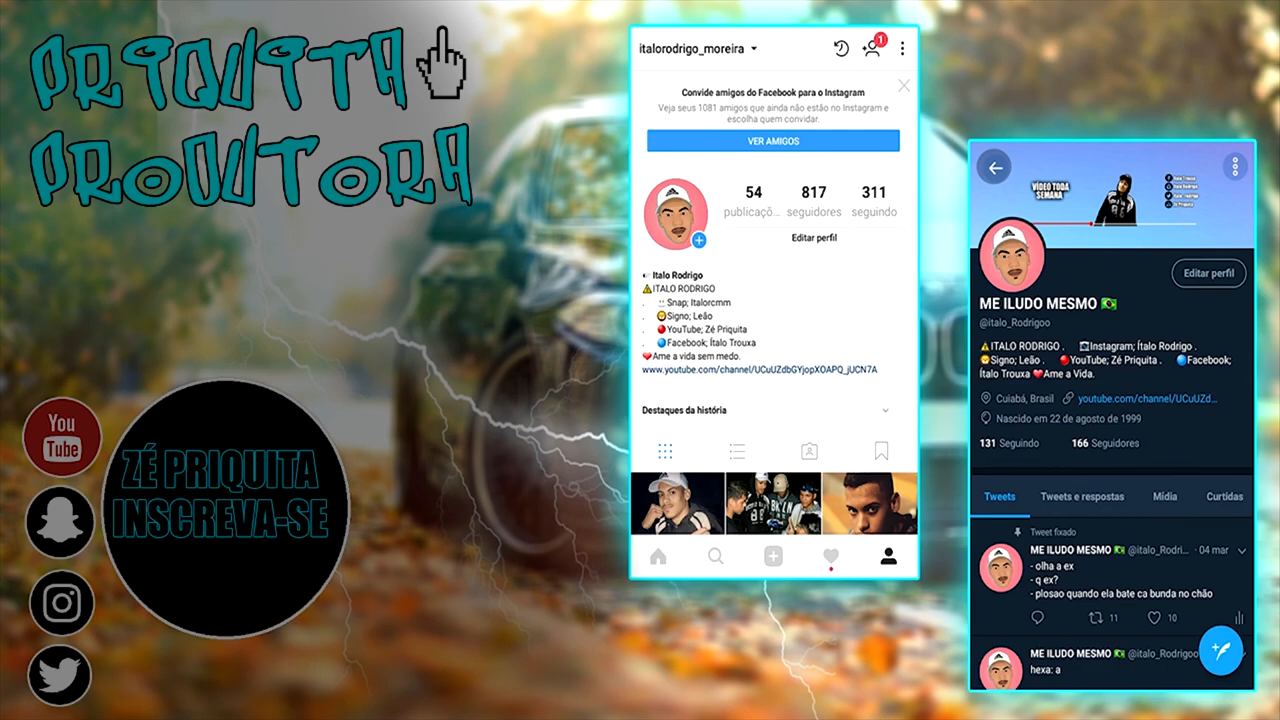 PRIQUITA
PRODUTORA
You
Tube
ZÉ PRIQUITA
INSCREVA-SE
italorodrigo_moreira
1
Convide amigos do Facebook para o Instagram
Veja seus 1081 amigos que ainda não estão no Instagram e
escolha quem convidar.
VER AMIGOS
54 817 311
publicaçõ... seguidores seguindo
Editar perfil
Italo Rodrigo
⚠️ITALO RODRIGO
. Snap; Italorcmm
. Signo; Leão
. 🔴YouTube; Zé Priquita
. 🔵Facebook; Ítalo Trouxa
❤️Ame a vida sem medo.
www.youtube.com/channel/UCuUZdbGYjopXOAPQ_jUCN7A
Destaques da história
VÍDEO TODA
SEMANA
Editar perfil
ME ILUDO MESMO 🇧🇷
@italo_Rodrigoo
⚠️ITALO RODRIGO . Instagram; Ítalo Rodrigo .
Signo; Leão . 🔴YouTube; Zé Priquita . 🔵Facebook;
Ítalo Trouxa ❤️Ame a Vida.
Cuiabá, Brasil youtube.com/channel/UCuUZd...
Nascido em 22 de agosto de 1999
131 Seguindo 166 Seguidores
Tweets Tweets e respostas Mídia Curtidas
Tweet fixado
ME ILUDO MESMO 🇧🇷 @italo_Rodri... · 04 mar
- olha a ex
- q ex?
- plosao quando ela bate ca bunda no chão
11 10
ME ILUDO MESMO 🇧🇷 @italo_Rodrigoo
hexa: a